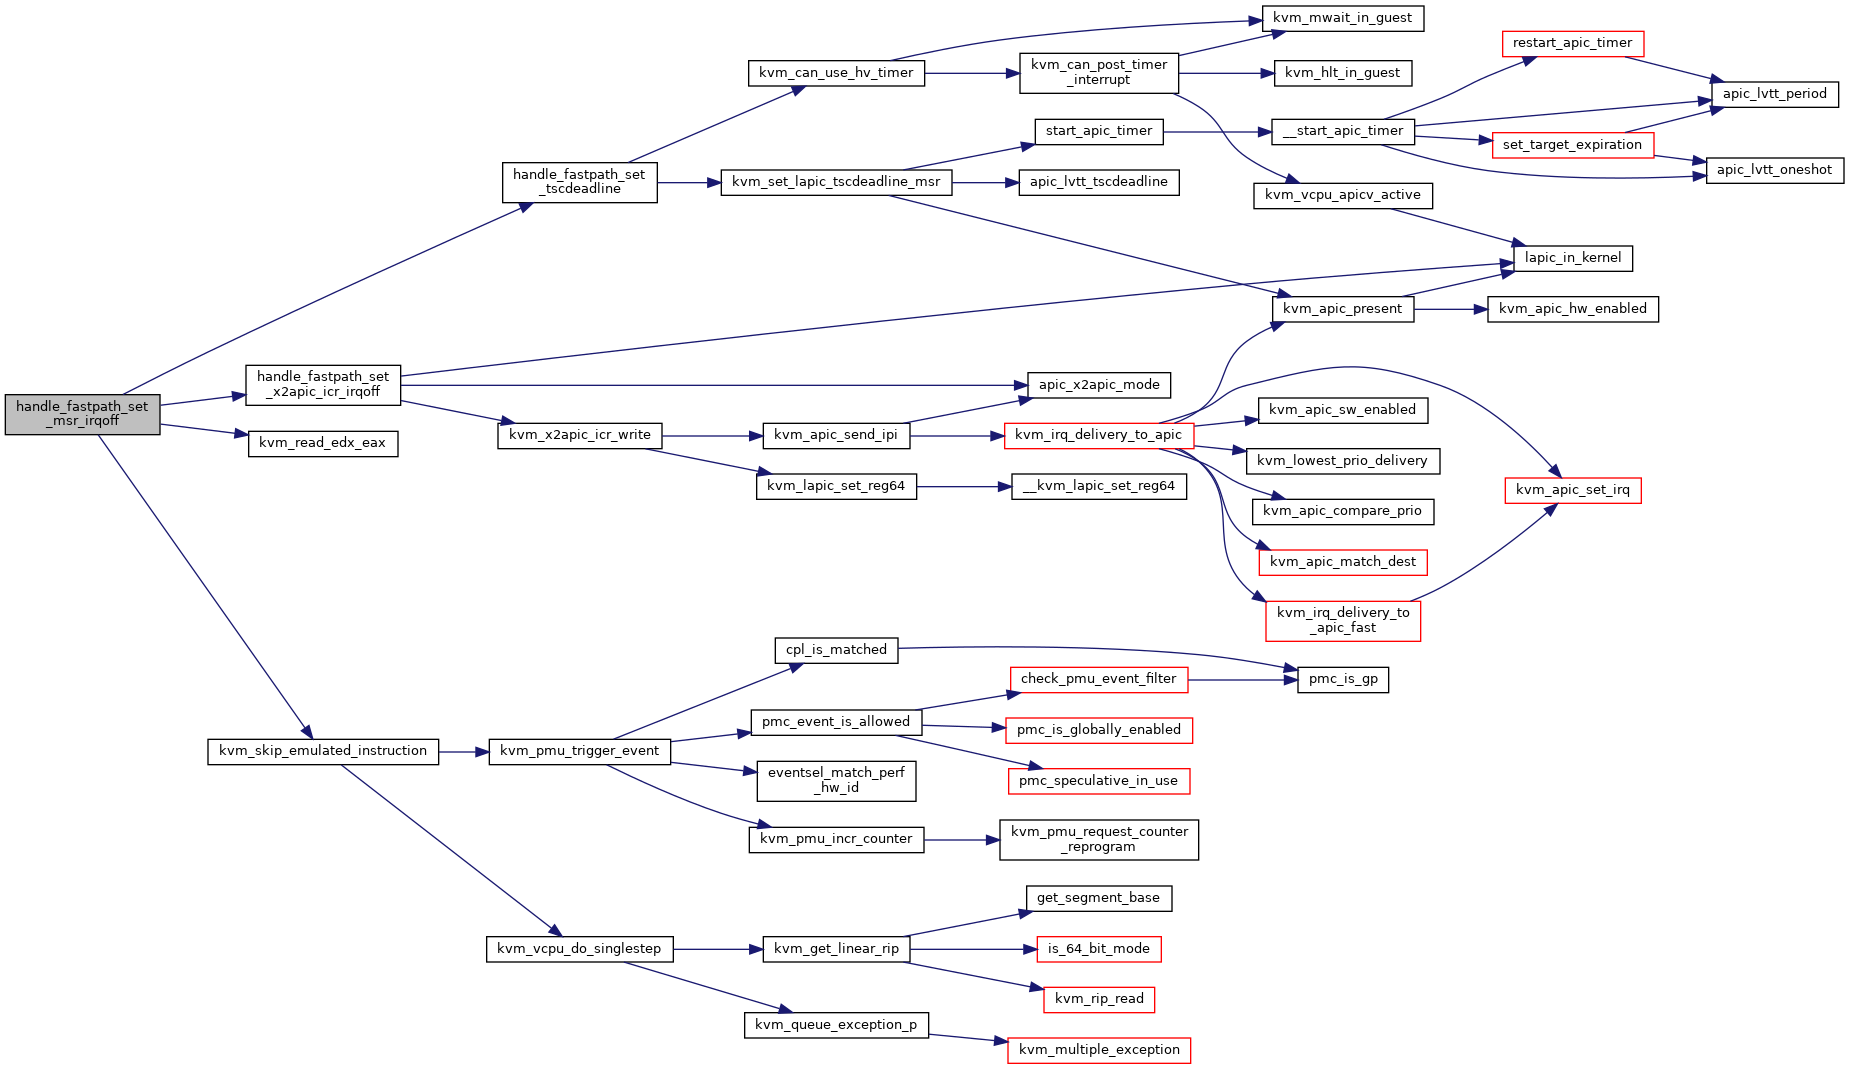 kvm_mwait_in_guest
restart_apic_timer
kvm_can_use_hv_timer
kvm_can_post_timer
_interrupt
kvm_hlt_in_guest
apic_lvtt_period
start_apic_timer
__start_apic_timer
set_target_expiration
handle_fastpath_set
_tscdeadline
kvm_set_lapic_tscdeadline_msr
apic_lvtt_tscdeadline
apic_lvtt_oneshot
kvm_vcpu_apicv_active
lapic_in_kernel
kvm_apic_present
kvm_apic_hw_enabled
handle_fastpath_set
_x2apic_icr_irqoff
apic_x2apic_mode
handle_fastpath_set
_msr_irqoff
kvm_apic_sw_enabled
kvm_read_edx_eax
kvm_x2apic_icr_write
kvm_apic_send_ipi
kvm_irq_delivery_to_apic
kvm_lowest_prio_delivery
kvm_lapic_set_reg64
__kvm_lapic_set_reg64
kvm_apic_set_irq
kvm_apic_compare_prio
kvm_apic_match_dest
kvm_irq_delivery_to
_apic_fast
cpl_is_matched
check_pmu_event_filter
pmc_is_gp
pmc_event_is_allowed
pmc_is_globally_enabled
kvm_skip_emulated_instruction
kvm_pmu_trigger_event
eventsel_match_perf
_hw_id
pmc_speculative_in_use
kvm_pmu_incr_counter
kvm_pmu_request_counter
_reprogram
get_segment_base
kvm_vcpu_do_singlestep
kvm_get_linear_rip
is_64_bit_mode
kvm_rip_read
kvm_queue_exception_p
kvm_multiple_exception